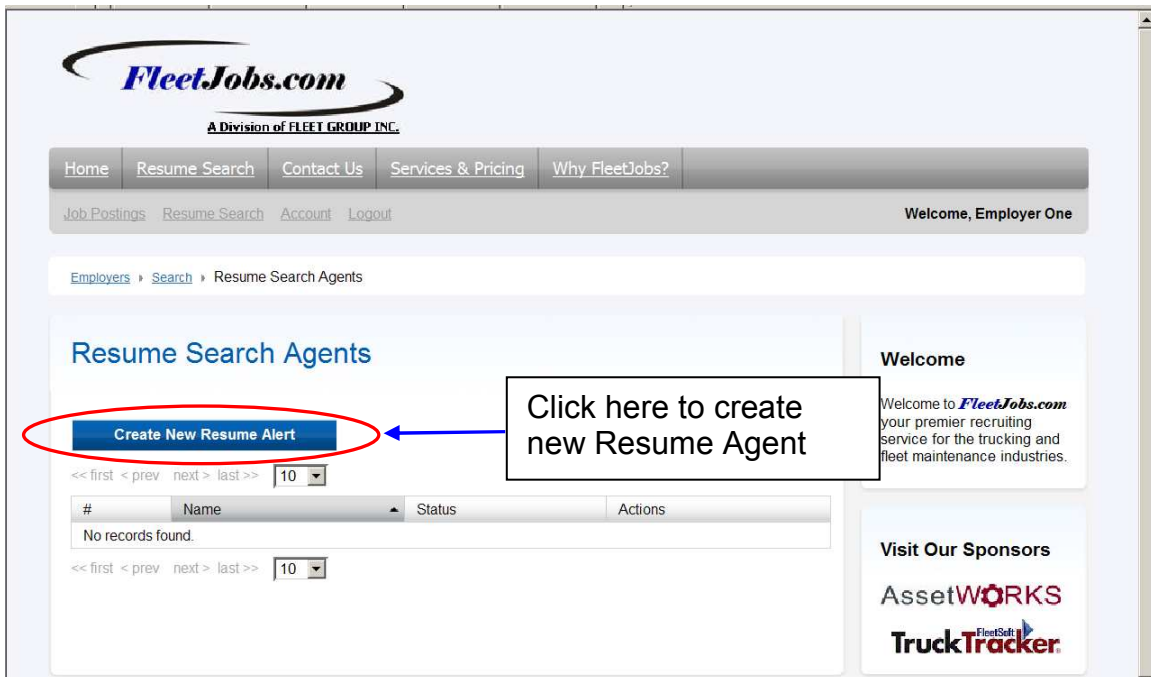 FleetJobs.com
A Division of FLEET GROUP INC.
Home Resume Search Contact Us Services & Pricing Why FleetJobs?
Job Postings Resume Search Account Logout Welcome, Employer One
Employers Search Resume Search Agents
Resume Search Agents
Create New Resume Alert
Click here to create
new Resume Agent
<< first < prev next > last >> 10
# Name Status Actions
No records found.
<< first < prev next > last >> 10
Welcome
Welcome to FleetJobs.com
your premier recruiting
service for the trucking and
fleet maintenance industries.
Visit Our Sponsors
AssetWORKS
FleetSoft
TruckTracker